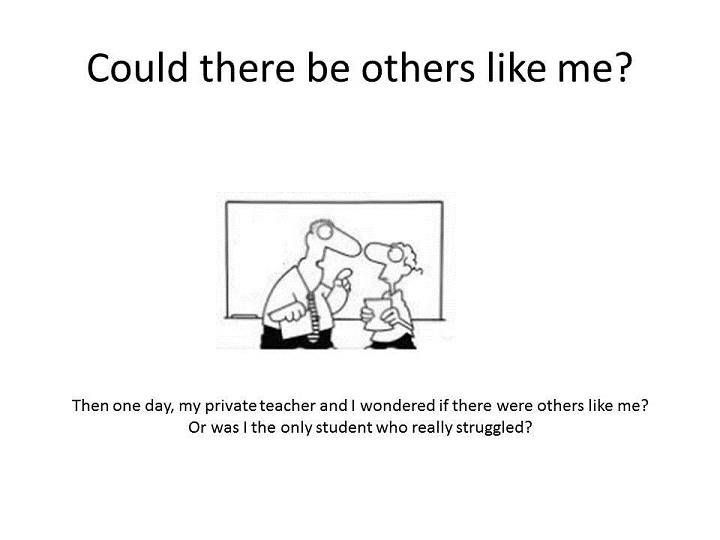 Could there be others like me?
Then one day, my private teacher and I wondered if there were others like me?
Or was I the only student who really struggled?